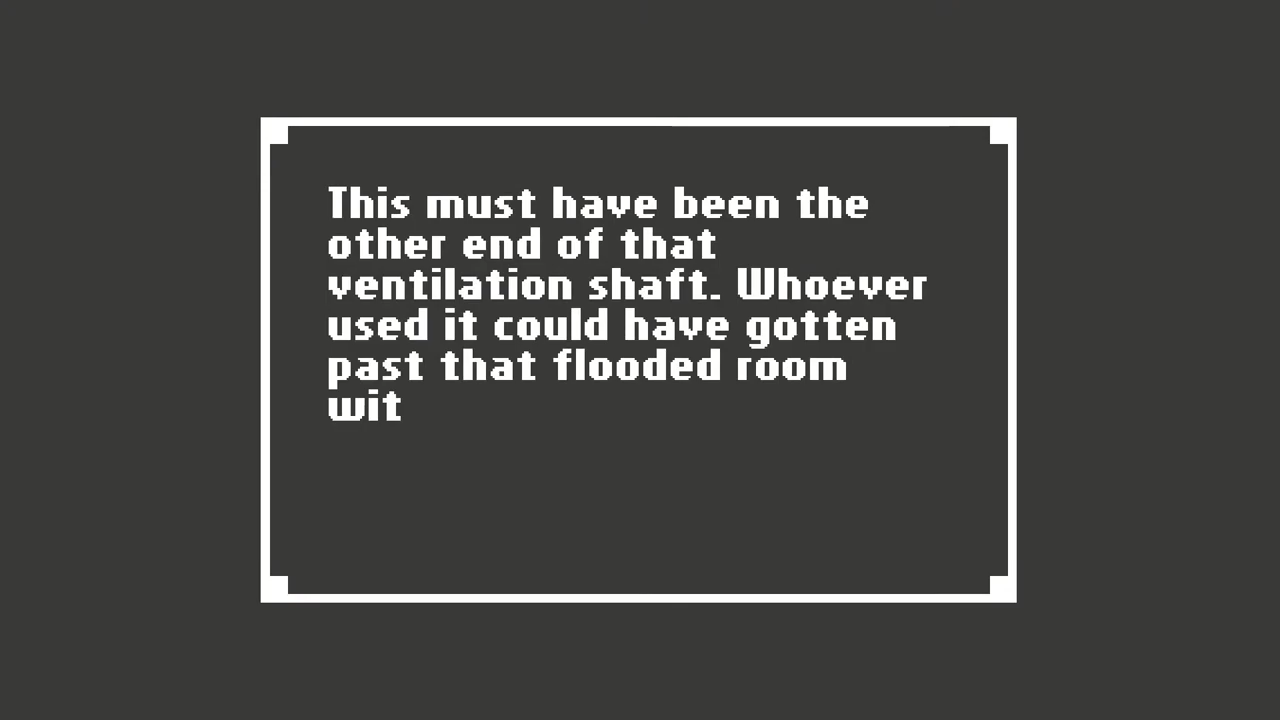 This must have been the
other end of that
ventilation shaft. Whoever
used it could have gotten
past that flooded room
wit